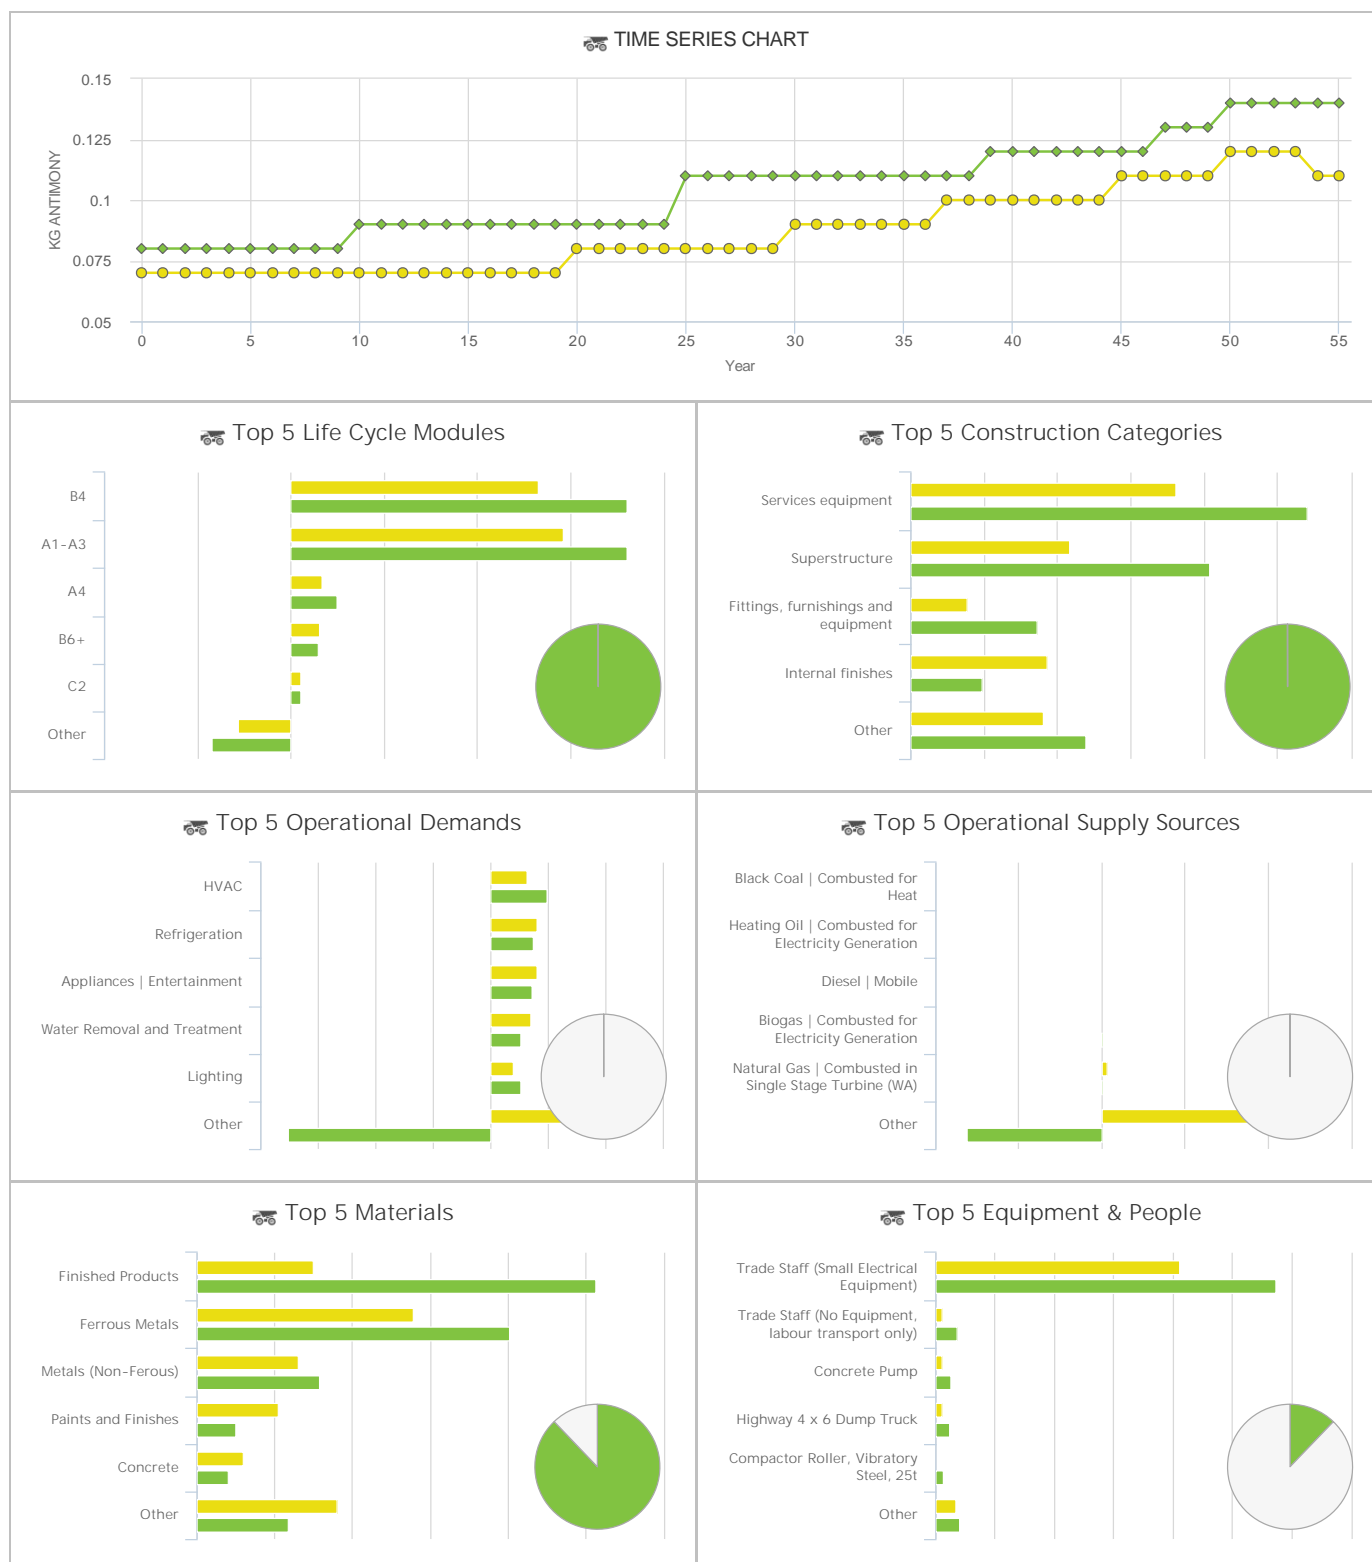 TIME SERIES CHART
KG ANTIMONY
0.15
0.125
0.1
0.075
0.05
0 5 10 15 20 25 30 35 40 45 50 55
Year
Top 5 Life Cycle Modules
B4
A1-A3
A4
B6+
C2
Other
Top 5 Construction Categories
Services equipment
Superstructure
Fittings, furnishings and
equipment
Internal finishes
Other
Top 5 Operational Demands
HVAC
Refrigeration
Appliances | Entertainment
Water Removal and Treatment
Lighting
Other
Top 5 Operational Supply Sources
Black Coal | Combusted for
Heat
Heating Oil | Combusted for
Electricity Generation
Diesel | Mobile
Biogas | Combusted for
Electricity Generation
Natural Gas | Combusted in
Single Stage Turbine (WA)
Other
Top 5 Materials
Finished Products
Ferrous Metals
Metals (Non-Ferous)
Paints and Finishes
Concrete
Other
Top 5 Equipment & People
Trade Staff (Small Electrical
Equipment)
Trade Staff (No Equipment,
labour transport only)
Concrete Pump
Highway 4 x 6 Dump Truck
Compactor Roller, Vibratory
Steel, 25t
Other